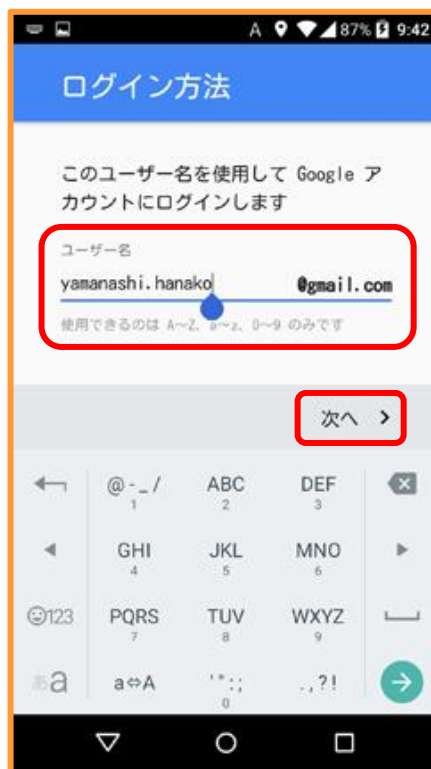 A 87% 9:42
ログイン方法
このユーザー名を使用して Google ア
カウントにログインします
ユーザー名
yamanashi.hanako @gmail.com
使用できるのは A～Z、a～z、0～9 のみです
次へ >
@-_/ ABC DEF
1 2 3
GHI JKL MNO
4 5 6
123 PQRS TUV WXYZ
7 8 9
あa a⇔A '":; .,?!
0